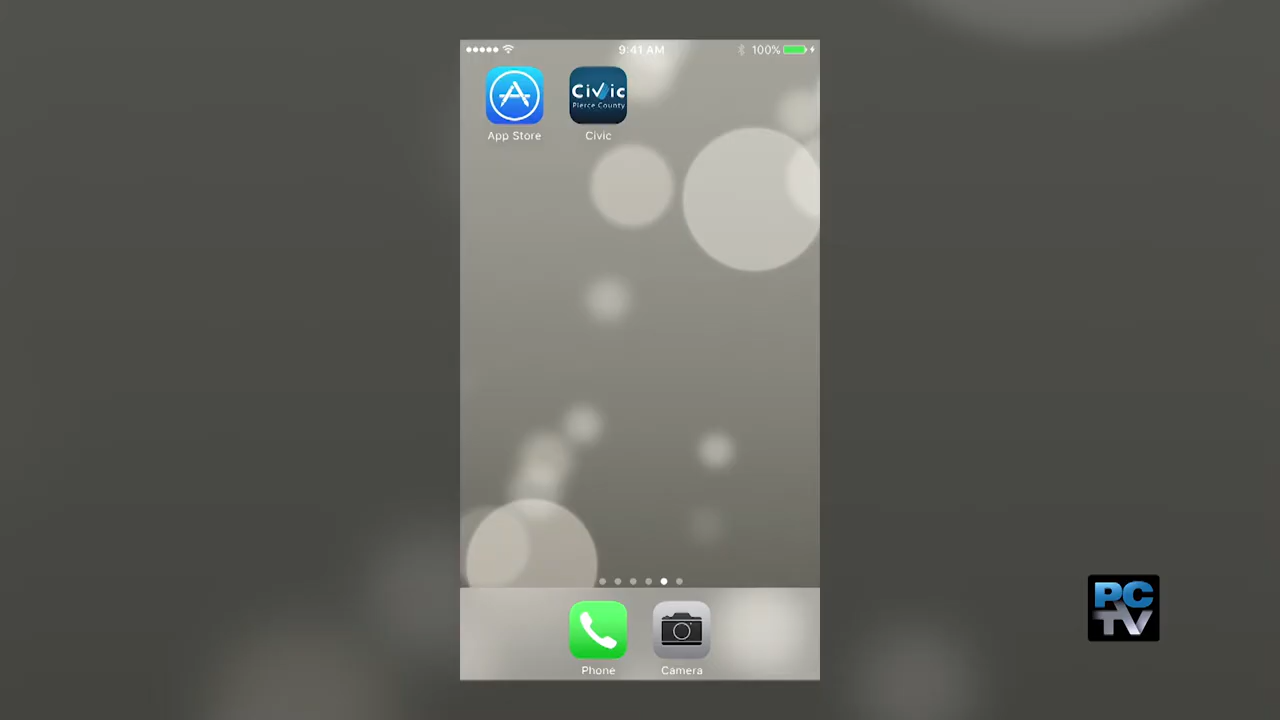 9:41 AM
100%
Civic
Pierce County
App Store
Civic
Phone
Camera
PC
TV